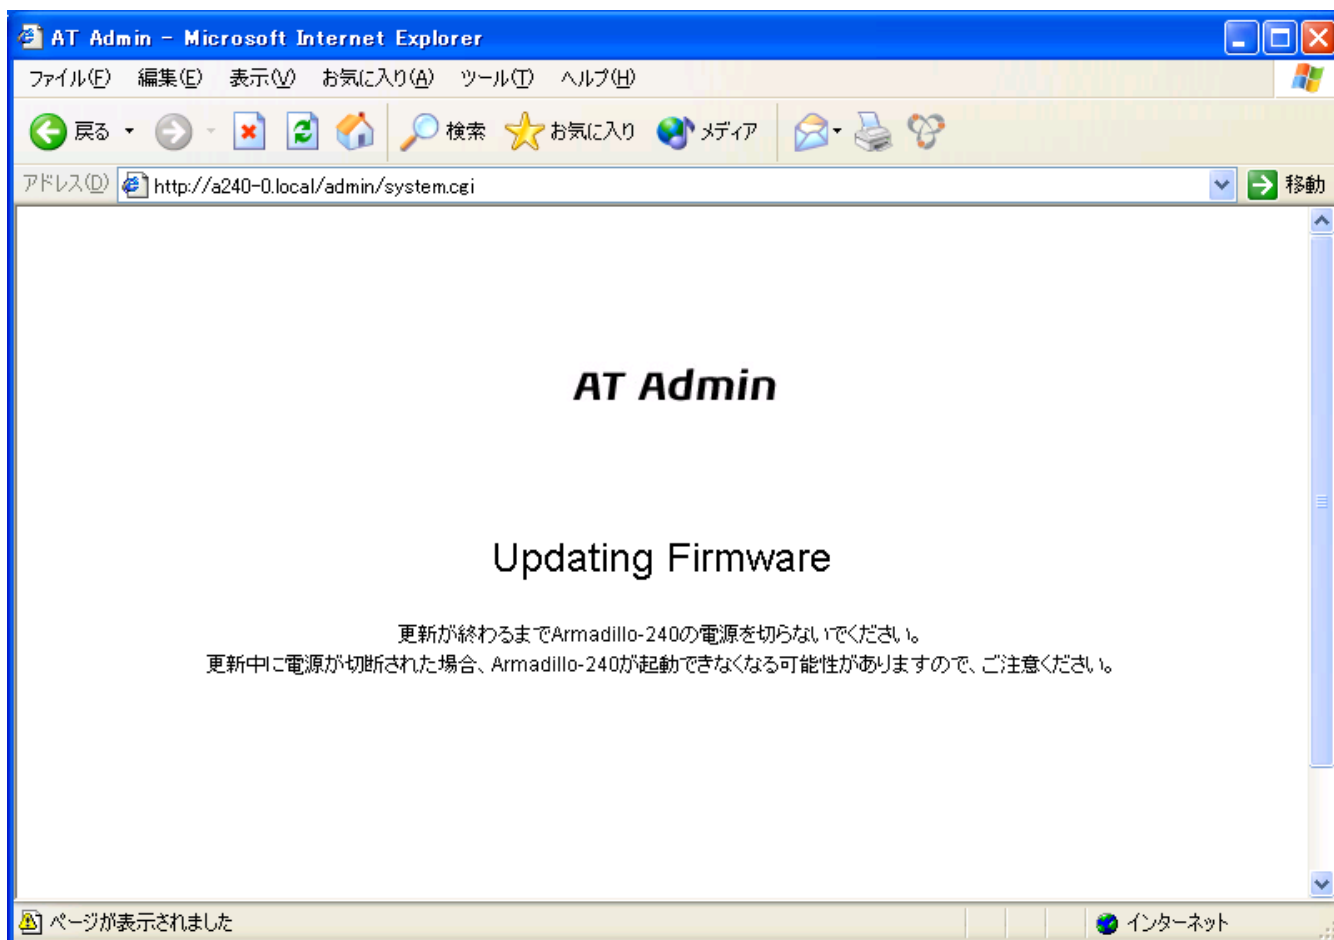 AT Admin - Microsoft Internet Explorer
ファイル(F) 編集(E) 表示(V) お気に入り(A) ツール(T) ヘルプ(H)
戻る 検索 お気に入り メディア
アドレス(D) http://a240-0.local/admin/system.cgi 移動
AT Admin
Updating Firmware
更新が終わるまでArmadillo-240の電源を切らないでください。
更新中に電源が切断された場合、Armadillo-240が起動できなくなる可能性がありますので、ご注意ください。
ページが表示されました インターネット